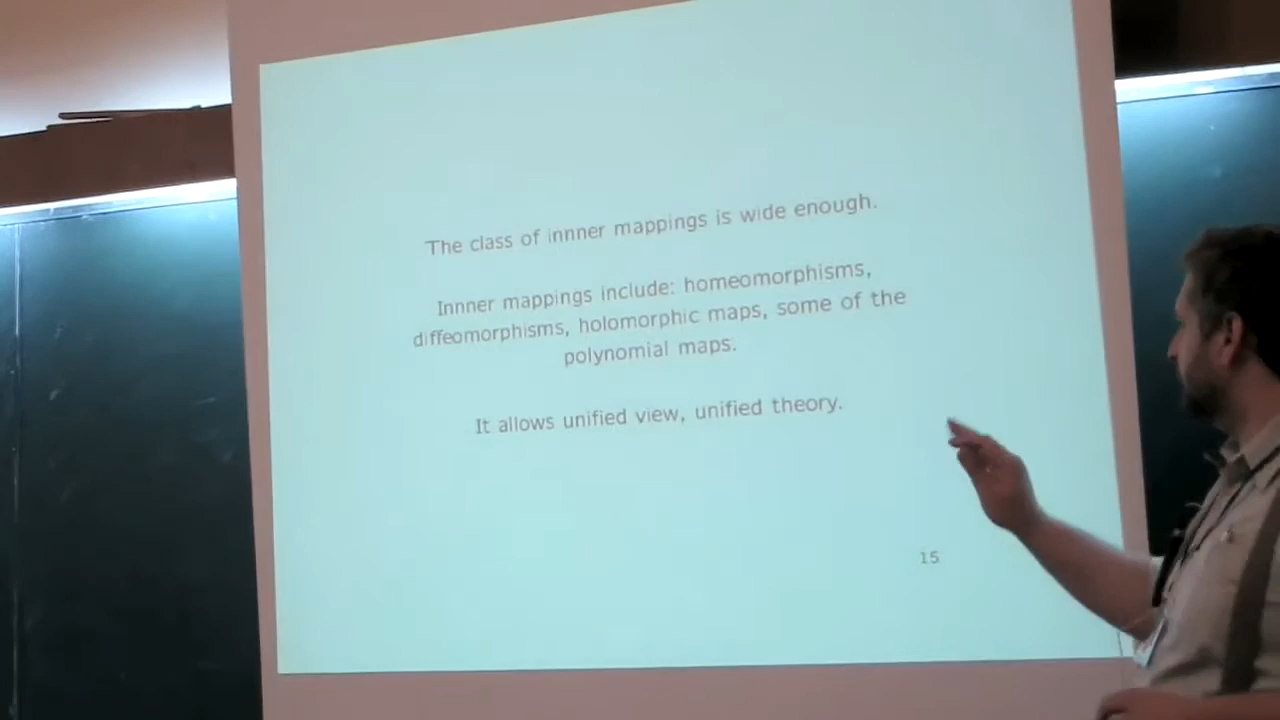 The class of innner mappings is wide enough.
Innner mappings include: homeomorphisms,
diffeomorphisms, holomorphic maps, some of the
polynomial maps.
It allows unified view, unified theory.
15